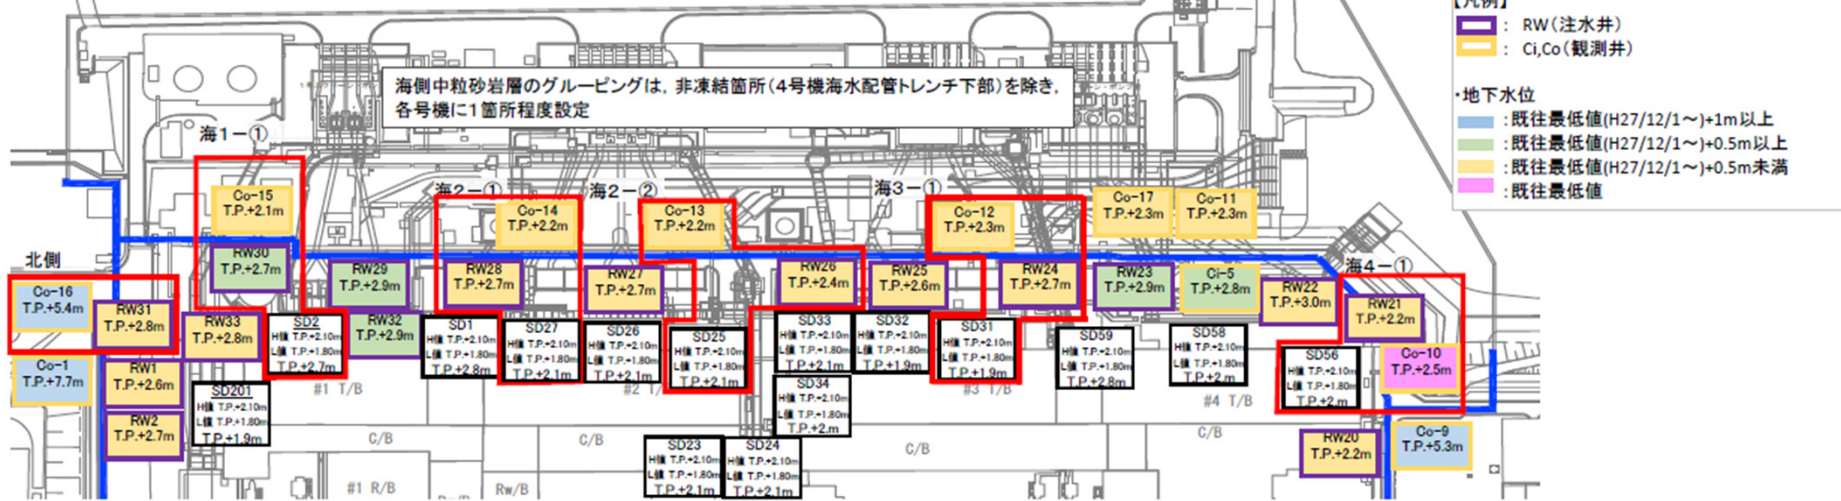 【凡例】
： RW（注水井）
： Ci,Co（観測井）
・地下水位
：既往最低値(H27/12/1～)+1m以上
：既往最低値(H27/12/1～)+0.5m以上
：既往最低値(H27/12/1～)+0.5m未満
：既往最低値
海側中粒砂岩層のグルーピングは，非凍結箇所（4号機海水配管トレンチ下部）を除き，
各号機に1箇所程度設定
海1－①
海2－①
海2－②
海3－①
海4－①
北側
Co-15
T.P.+2.1m
Co-14
T.P.+2.2m
Co-13
T.P.+2.2m
Co-12
T.P.+2.3m
Co-17
T.P.+2.3m
Co-11
T.P.+2.3m
Co-16
T.P.+5.4m
RW31
T.P.+2.8m
RW30
T.P.+2.7m
RW29
T.P.+2.9m
RW28
T.P.+2.7m
RW27
T.P.+2.7m
RW26
T.P.+2.4m
RW25
T.P.+2.6m
RW24
T.P.+2.7m
RW23
T.P.+2.9m
Ci-5
T.P.+2.8m
RW22
T.P.+3.0m
RW21
T.P.+2.2m
RW33
T.P.+2.8m
SD2
H値 T.P.+2.10m
L値 T.P.+1.80m
T.P.+2.7m
RW32
T.P.+2.9m
SD1
H値 T.P.+2.10m
L値 T.P.+1.80m
T.P.+2.8m
SD27
H値 T.P.+2.10m
L値 T.P.+1.80m
T.P.+2.1m
SD26
H値 T.P.+2.10m
L値 T.P.+1.80m
T.P.+2.1m
SD25
H値 T.P.+2.10m
L値 T.P.+1.80m
T.P.+2.1m
SD33
H値 T.P.+2.10m
L値 T.P.+1.80m
T.P.+2.1m
SD32
H値 T.P.+2.10m
L値 T.P.+1.80m
T.P.+1.9m
SD31
H値 T.P.+2.10m
L値 T.P.+1.80m
T.P.+1.9m
SD59
H値 T.P.+2.10m
L値 T.P.+1.80m
T.P.+2.8m
SD58
H値 T.P.+2.10m
L値 T.P.+1.80m
T.P.+2.m
SD56
H値 T.P.+2.10m
L値 T.P.+1.80m
T.P.+2.m
Co-10
T.P.+2.5m
Co-1
T.P.+7.7m
RW1
T.P.+2.6m
RW2
T.P.+2.7m
SD201
H値 T.P.+2.10m
L値 T.P.+1.80m
T.P.+1.9m
#1 T/B
#2 T/
#3 T/B
#4 T/B
SD34
H値 T.P.+2.10m
L値 T.P.+1.80m
T.P.+2.m
C/B
C/B
C/B
C/B
SD23
H値 T.P.+2.10m
L値 T.P.+1.80m
T.P.+2.1m
SD24
H値 T.P.+2.10m
L値 T.P.+1.80m
T.P.+2.1m
RW20
T.P.+2.2m
Co-9
T.P.+5.3m
#1 R/B
Rw/B